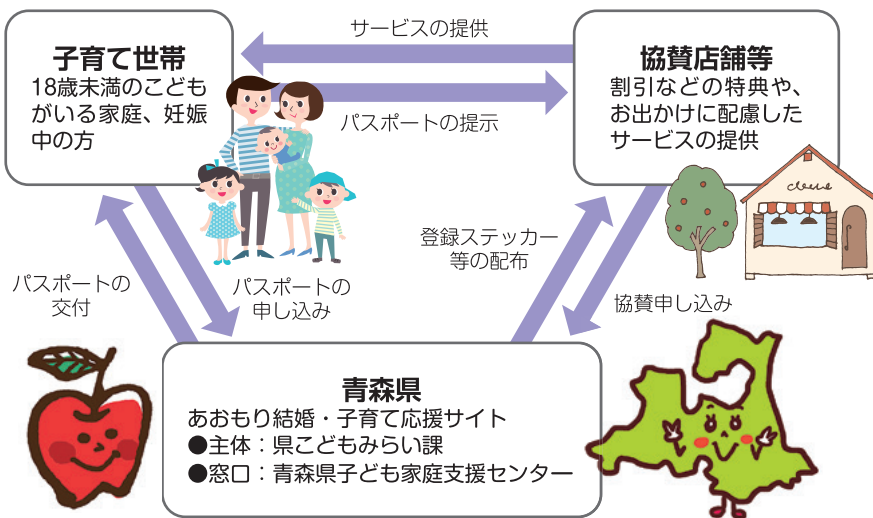 サービスの提供
子育て世帯
18歳未満のこども
がいる家庭、妊娠
中の方
協賛店舗等
割引などの特典や、
お出かけに配慮した
サービスの提供
パスポートの提示
パスポートの
交付
パスポートの
申し込み
登録ステッカー
等の配布
協賛申し込み
青森県
あおもり結婚・子育て応援サイト
●主体：県こどもみらい課
●窓口：青森県子ども家庭支援センター